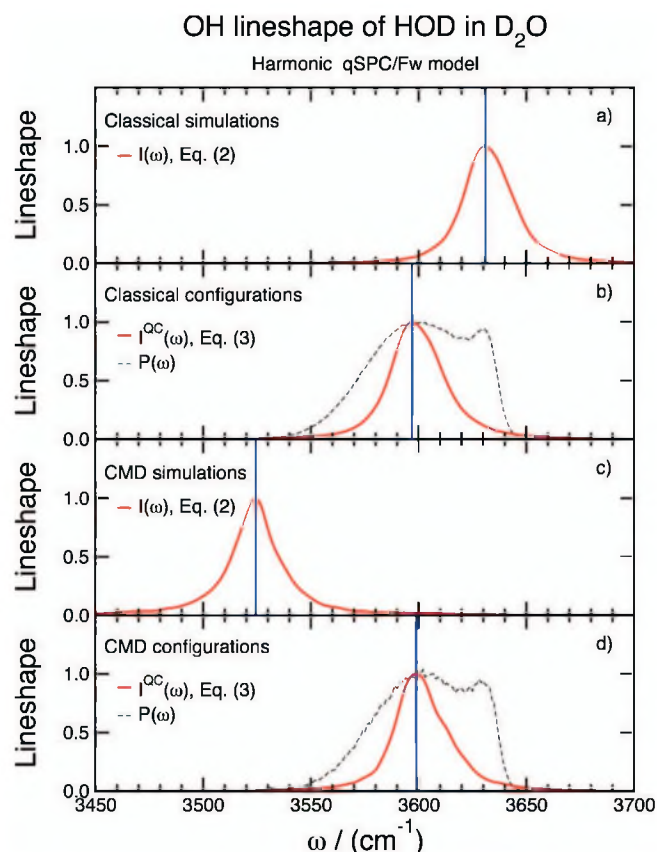 OH lineshape of HOD in D₂O
Harmonic qSPC/Fw model
Lineshape
1.0
0.5
0.0
Classical simulations
I(ω), Eq. (2)
a)
Lineshape
1.0
0.5
0.0
Classical configurations
I^QC(ω), Eq. (3)
P(ω)
b)
Lineshape
1.0
0.5
0.0
CMD simulations
I(ω), Eq. (2)
c)
Lineshape
1.0
0.5
0.0
CMD configurations
I^QC(ω), Eq. (3)
P(ω)
d)
3450 3500 3550 3600 3650 3700
ω / (cm⁻¹)